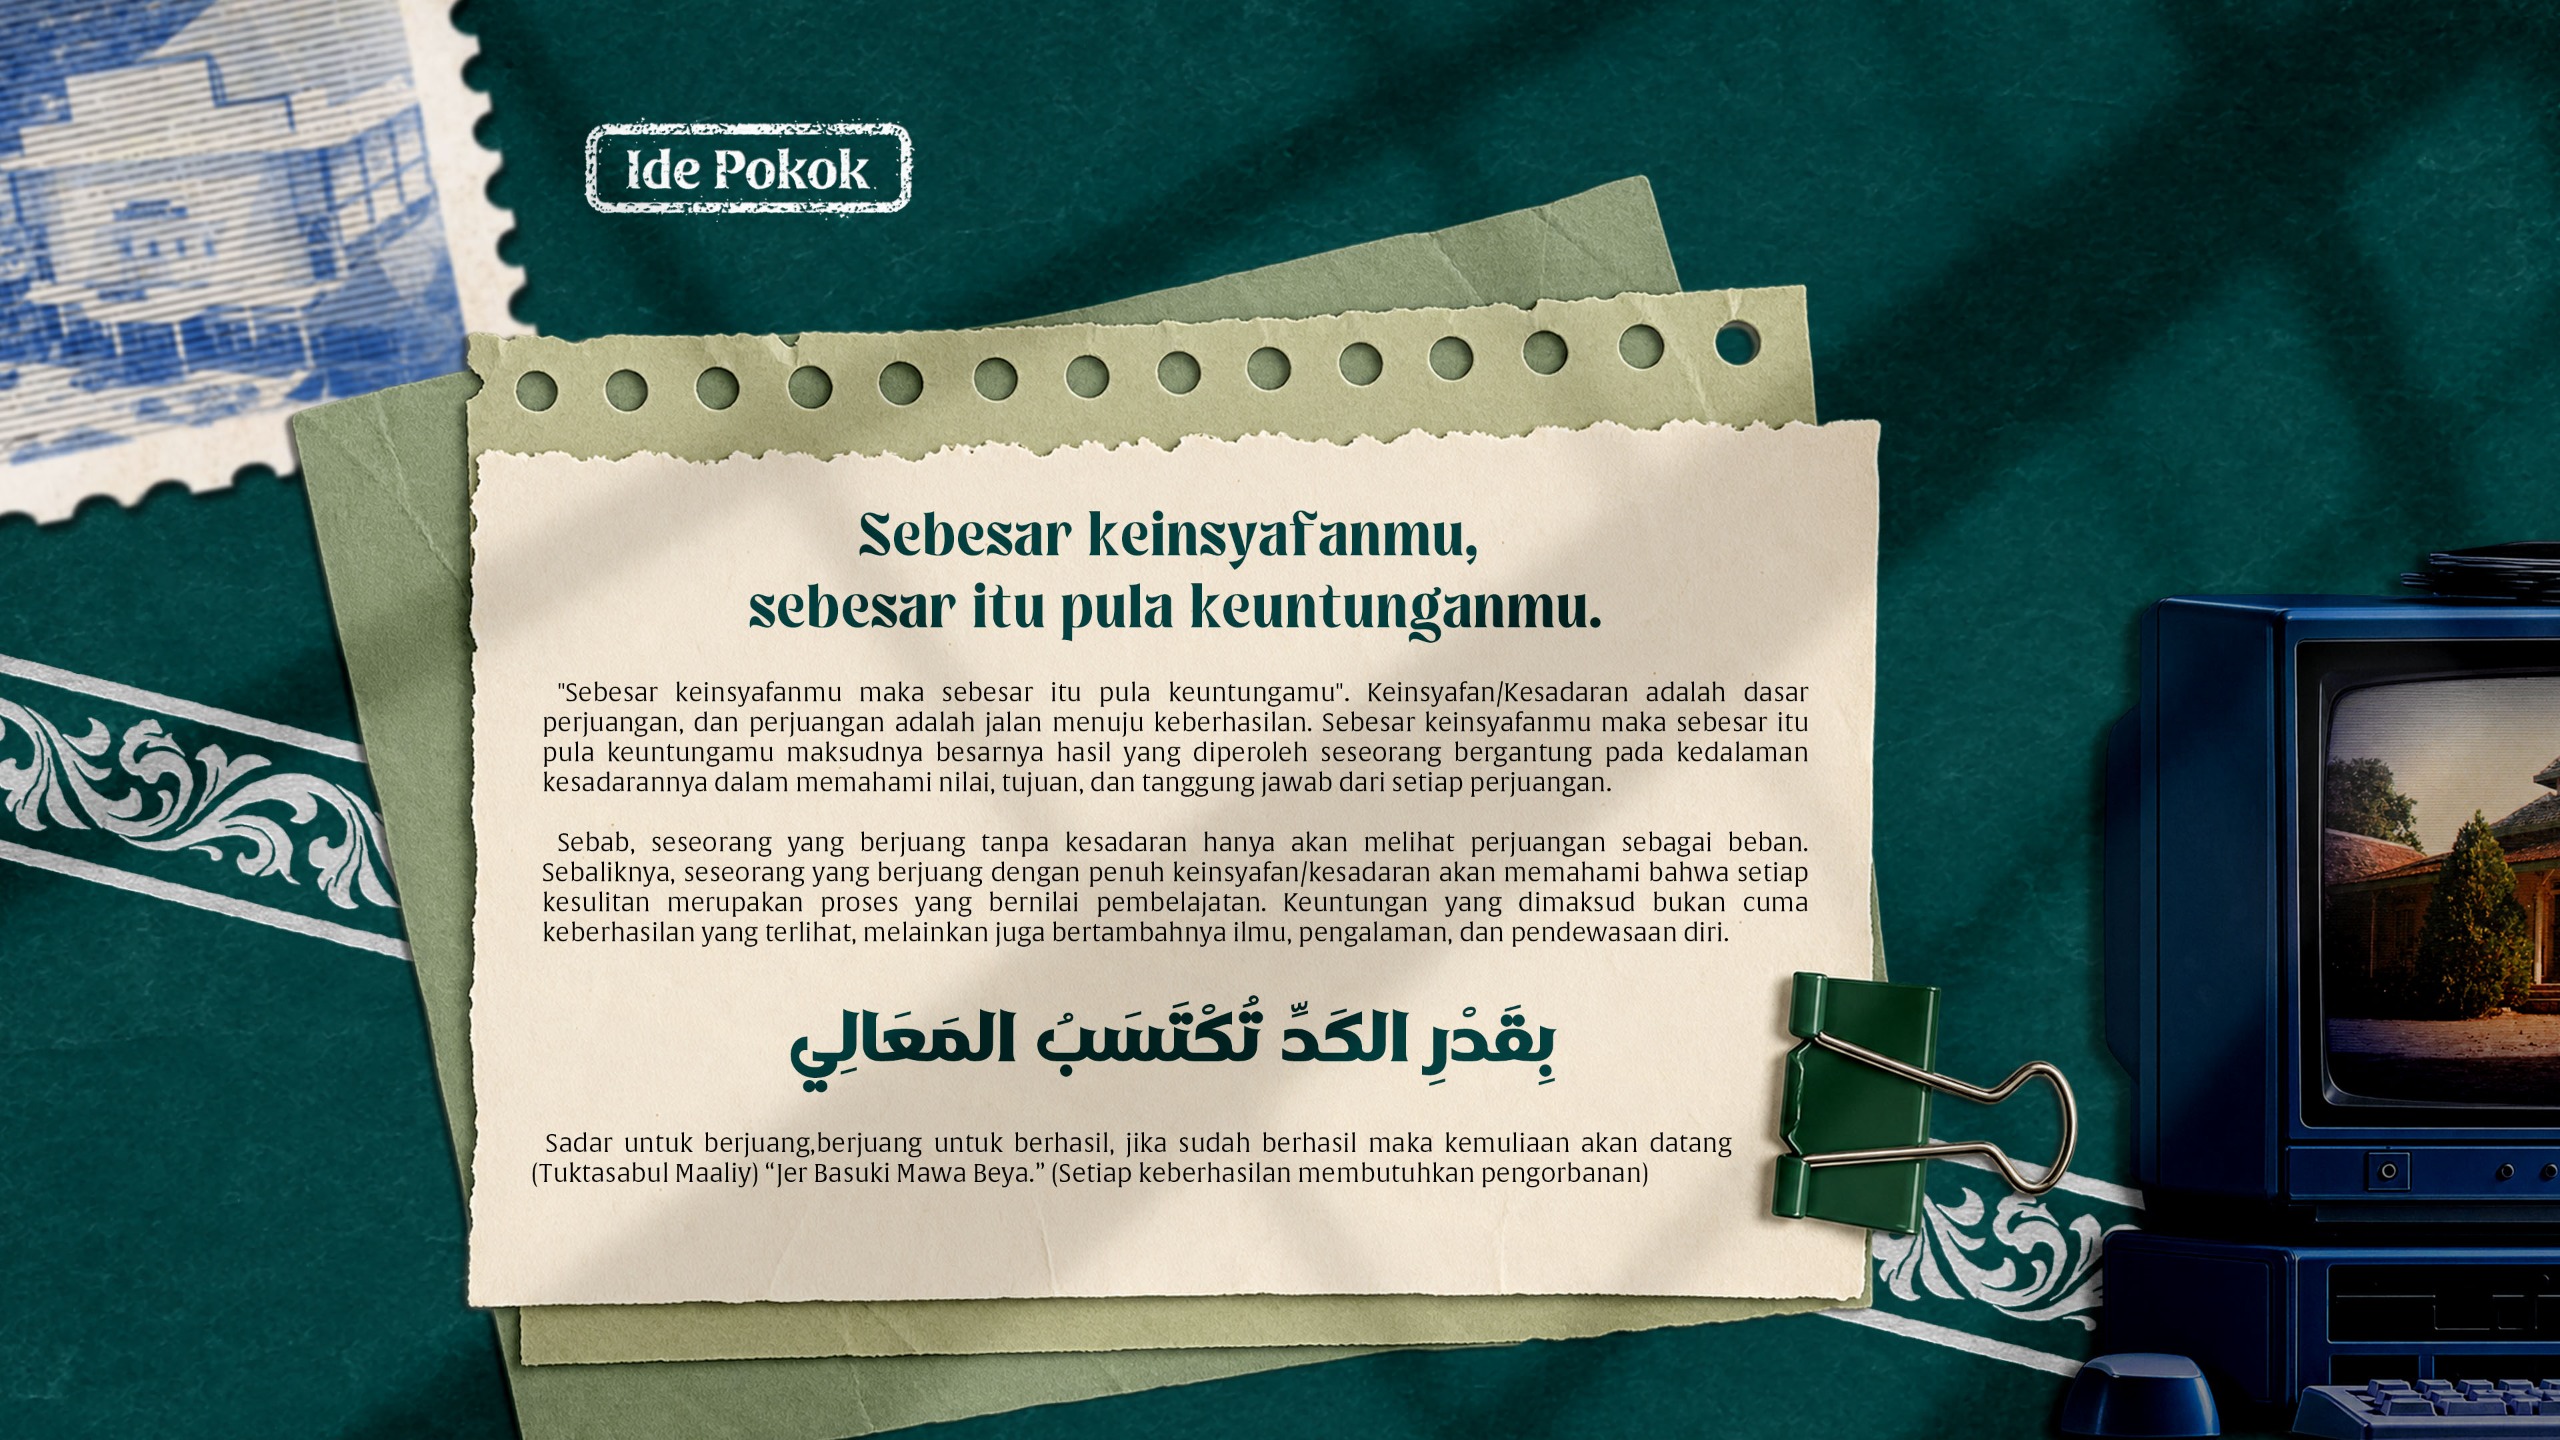 Ide Pokok
Sebesar keinsyafanmu,
sebesar itu pula keuntunganmu.
"Sebesar keinsyafanmu maka sebesar itu pula keuntungamu". Keinsyafan/Kesadaran adalah dasar
perjuangan, dan perjuangan adalah jalan menuju keberhasilan. Sebesar keinsyafanmu maka sebesar itu
pula keuntungamu maksudnya besarnya hasil yang diperoleh seseorang bergantung pada kedalaman
kesadarannya dalam memahami nilai, tujuan, dan tanggung jawab dari setiap perjuangan.
Sebab, seseorang yang berjuang tanpa kesadaran hanya akan melihat perjuangan sebagai beban.
Sebaliknya, seseorang yang berjuang dengan penuh keinsyafan/kesadaran akan memahami bahwa setiap
kesulitan merupakan proses yang bernilai pembelajatan. Keuntungan yang dimaksud bukan cuma
keberhasilan yang terlihat, melainkan juga bertambahnya ilmu, pengalaman, dan pendewasaan diri.
بِقَدْرِ الكَدِّ تُكْتَسَبُ المَعَالِي
Sadar untuk berjuang,berjuang untuk berhasil, jika sudah berhasil maka kemuliaan akan datang
(Tuktasabul Maaliy) “Jer Basuki Mawa Beya.” (Setiap keberhasilan membutuhkan pengorbanan)